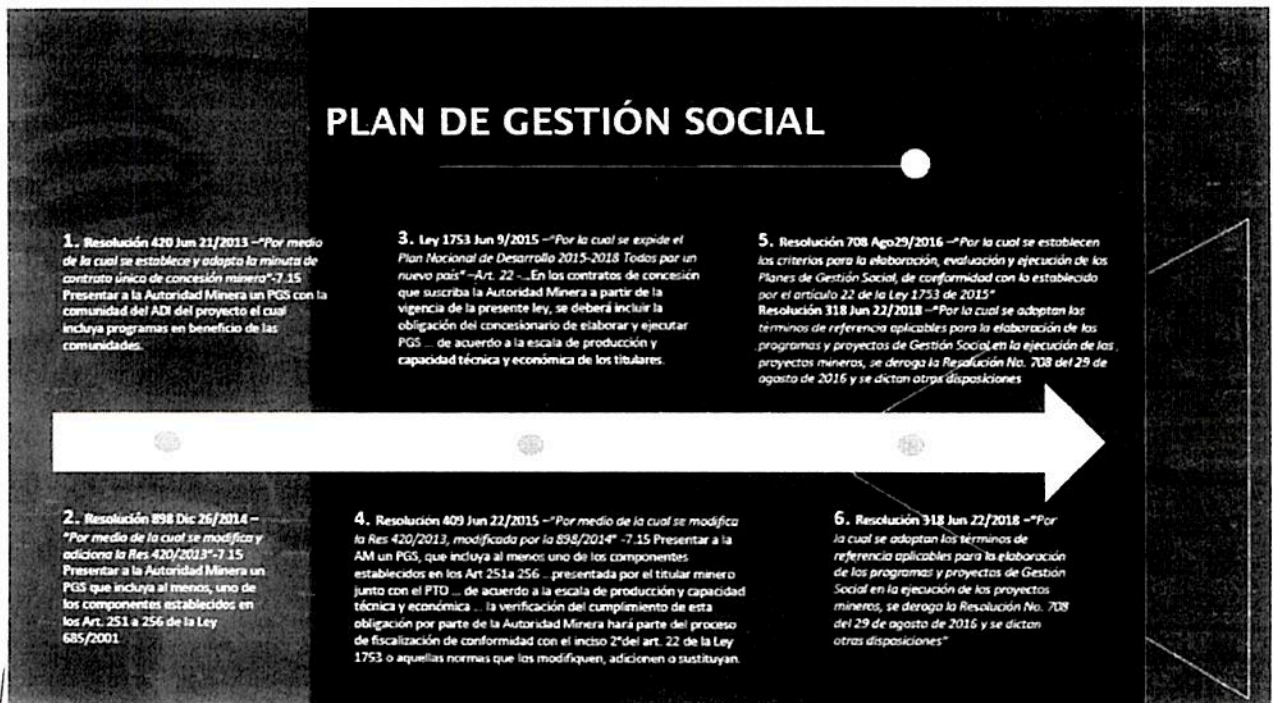 PLAN DE GESTIÓN SOCIAL
1. Resolución 420 Jun 21/2013 –"Por medio
de la cual se establece y adopta la minuta de
contrato único de concesión minera"-7.15
Presentar a la Autoridad Minera un PGS con la
comunidad del ADI del proyecto el cual
incluya programas en beneficio de las
comunidades.
3. Ley 1753 Jun 9/2015 –"Por la cual se expide el
Plan Nacional de Desarrollo 2015-2018 Todos por un
nuevo país" –Art. 22 -...En los contratos de concesión
que suscriba la Autoridad Minera a partir de la
vigencia de la presente ley, se deberá incluir la
obligación del concesionario de elaborar y ejecutar
PGS ... de acuerdo a la escala de producción y
capacidad técnica y económica de los titulares.
5. Resolución 708 Ago29/2016 –"Por la cual se establecen
los criterios para la elaboración, evaluación y ejecución de los
Planes de Gestión Social, de conformidad con lo establecido
por el artículo 22 de la Ley 1753 de 2015"
Resolución 318 Jun 22/2018 –"Por la cual se adoptan los
términos de referencia aplicables para la elaboración de los
programas y proyectos de Gestión Social en la ejecución de los
proyectos mineros, se deroga la Resolución No. 708 del 29 de
agosto de 2016 y se dictan otras disposiciones
2. Resolución 898 Dic 26/2014 –
"Por medio de la cual se modifica y
adiciona la Res 420/2013"-7.15
Presentar a la Autoridad Minera un
PGS que incluya al menos, uno de
los componentes establecidos en
los Art. 251 a 256 de la Ley
685/2001
4. Resolución 409 Jun 22/2015 –"Por medio de la cual se modifica
la Res 420/2013, modificada por la 898/2014" -7.15 Presentar a la
AM un PGS, que incluya al menos uno de los componentes
establecidos en los Art 251a 256 ... presentada por el titular minero
junto con el PTO ... de acuerdo a la escala de producción y capacidad
técnica y económica ... la verificación del cumplimiento de esta
obligación por parte de la Autoridad Minera hará parte del proceso
de fiscalización de conformidad con el inciso 2°del art. 22 de la Ley
1753 o aquellas normas que los modifiquen, adicionen o sustituyan.
6. Resolución 318 Jun 22/2018 –"Por
la cual se adoptan los términos de
referencia aplicables para la elaboración
de los programas y proyectos de Gestión
Social en la ejecución de los proyectos
mineros, se deroga la Resolución No. 708
del 29 de agosto de 2016 y se dictan
otras disposiciones"